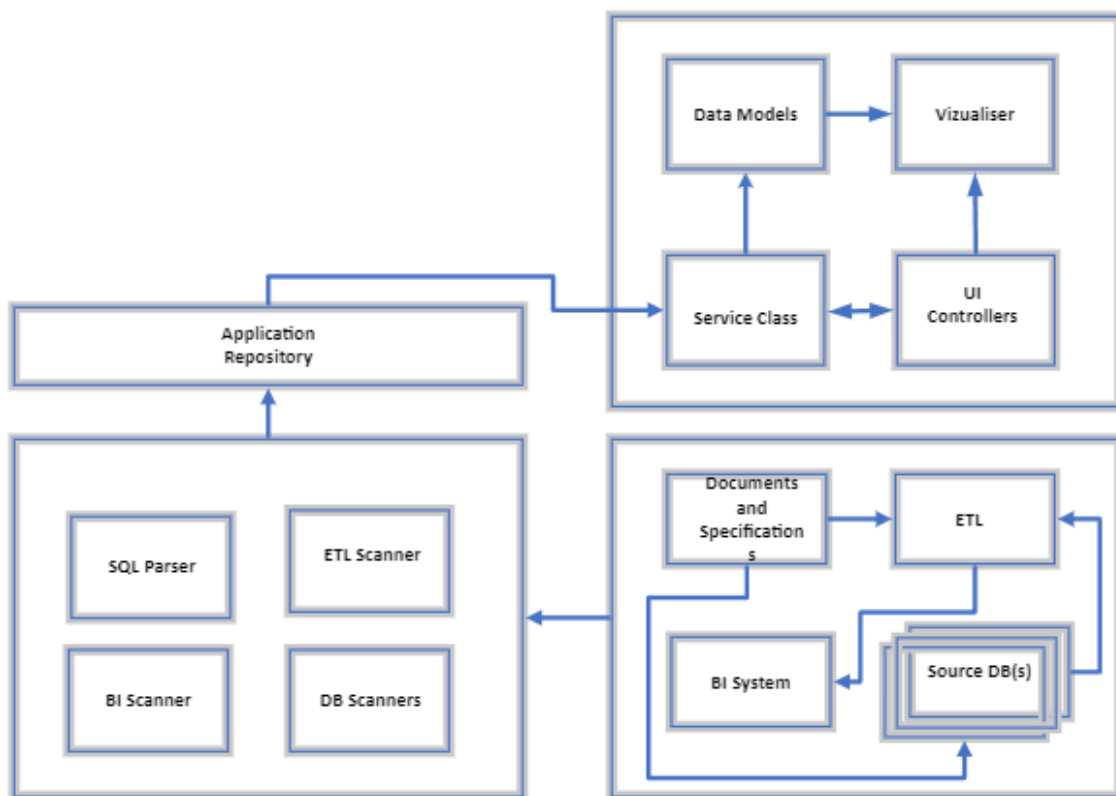 Data Models
Vizualiser
Service Class
UI
Controllers
Application
Repository
SQL Parser
ETL Scanner
BI Scanner
DB Scanners
Documents
and
Specification
s
ETL
BI System
Source DB(s)